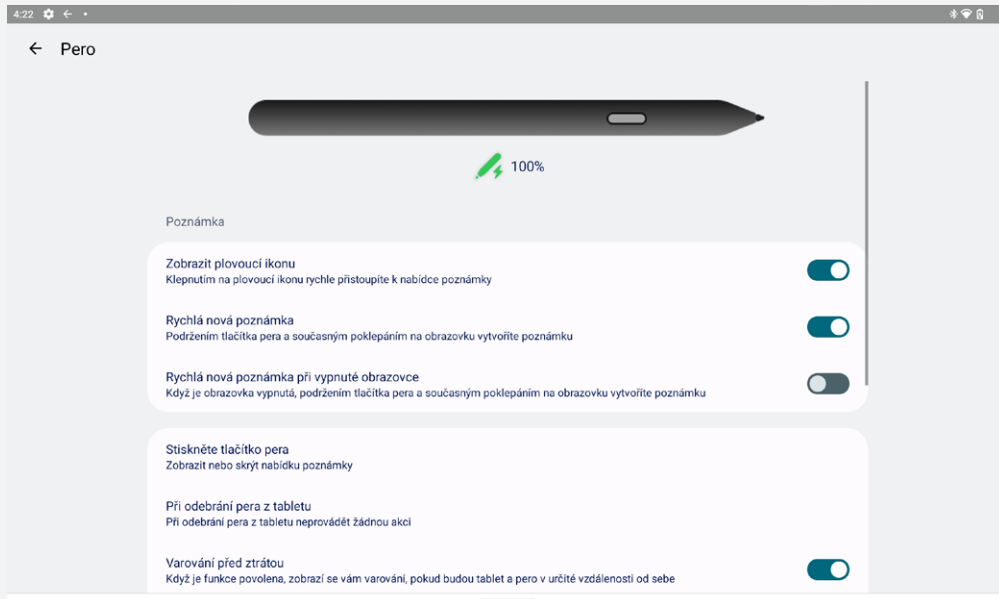 4:22
Pero
100%
Poznámka
Zobrazit plovoucí ikonu
Klepnutím na plovoucí ikonu rychle přistoupíte k nabídce poznámky
Rychlá nová poznámka
Podržením tlačítka pera a současným poklepáním na obrazovku vytvoříte poznámku
Rychlá nová poznámka při vypnuté obrazovce
Když je obrazovka vypnutá, podržením tlačítka pera a současným poklepáním na obrazovku vytvoříte poznámku
Stiskněte tlačítko pera
Zobrazit nebo skrýt nabídku poznámky
Při odebrání pera z tabletu
Při odebrání pera z tabletu neprovádět žádnou akci
Varování před ztrátou
Když je funkce povolena, zobrazí se vám varování, pokud budou tablet a pero v určité vzdálenosti od sebe